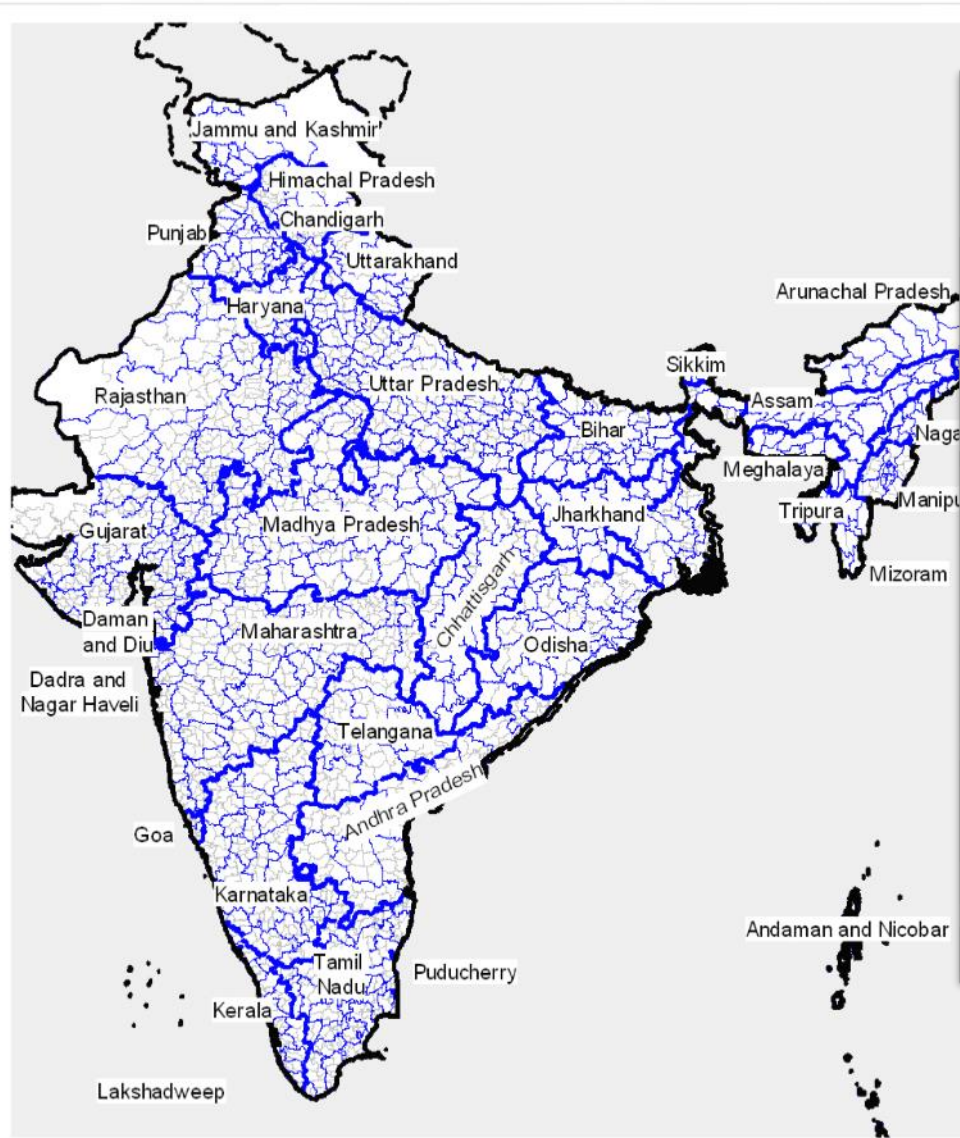 Jammu and Kashmir
Himachal Pradesh
Chandigarh
Punjab
Uttarakhand
Haryana
Arunachal Pradesh
Sikkim
Uttar Pradesh
Rajasthan
Assam
Bihar
Naga
Meghalaya
Manipu
Tripura
Jharkhand
Madhya Pradesh
Gujarat
Mizoram
Chhattisgarh
Daman
and Diu
Maharashtra
Odisha
Dadra and
Nagar Haveli
Telangana
Andhra Pradesh
Goa
Karnataka
Andaman and Nicobar
Tamil
Nadu
Puducherry
Kerala
Lakshadweep